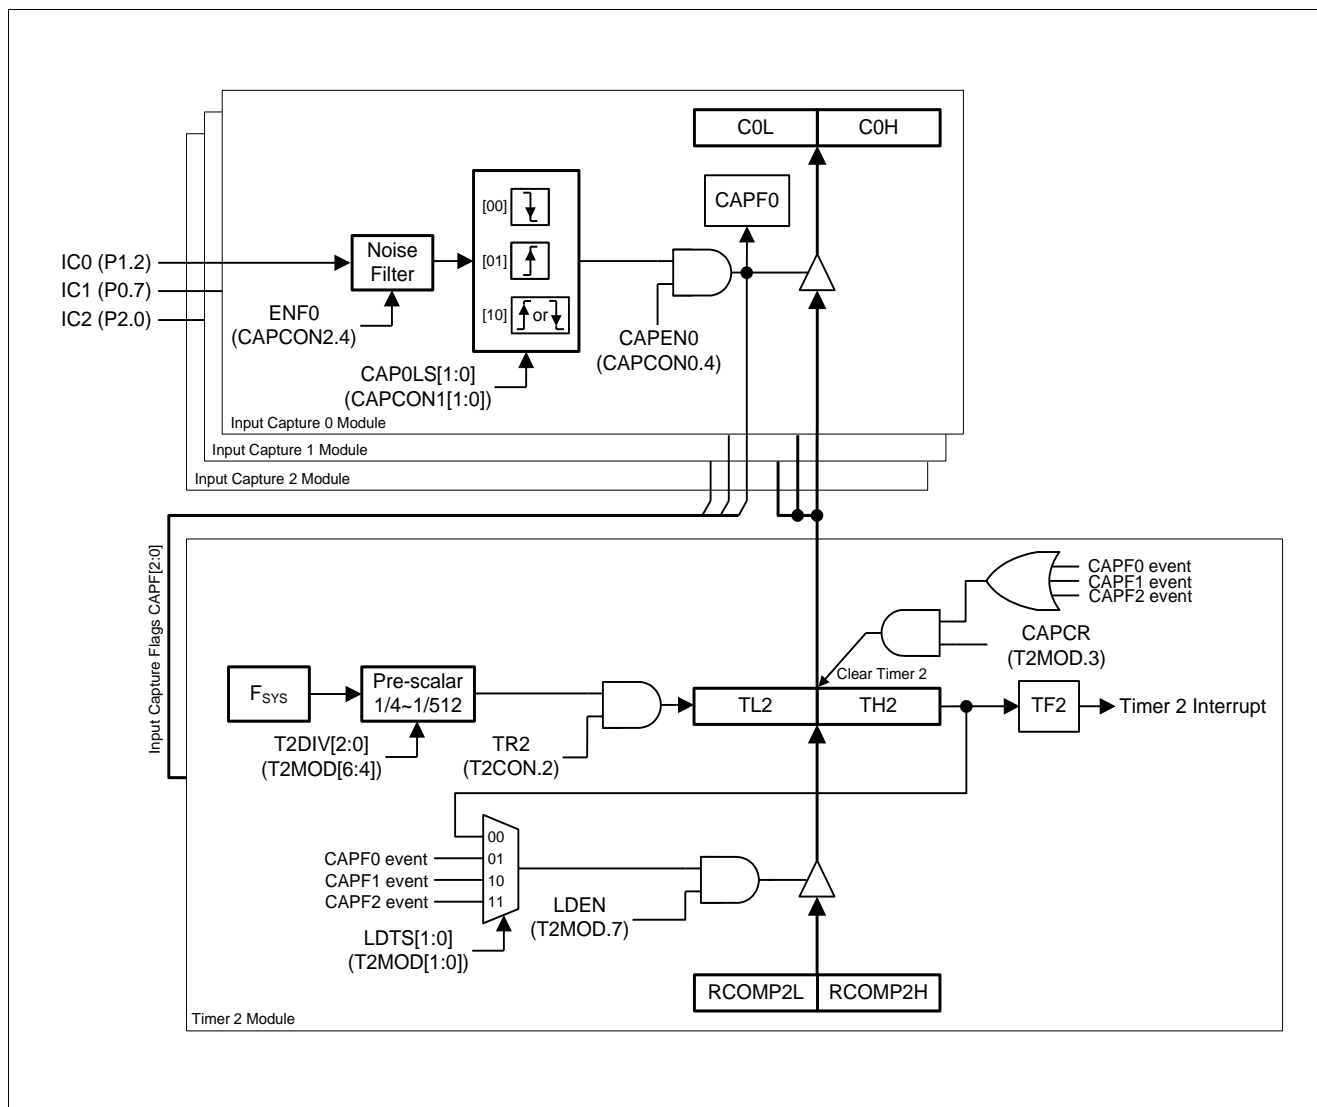 C0L C0H
CAPF0
[00]
[01]
[10] or
IC0 (P1.2)
IC1 (P0.7)
IC2 (P2.0)
Noise
Filter
ENF0
(CAPCON2.4)
CAP0LS[1:0]
(CAPCON1[1:0])
CAPEN0
(CAPCON0.4)
Input Capture 0 Module
Input Capture 1 Module
Input Capture 2 Module
Input Capture Flags CAPF[2:0]
CAPF0 event
CAPF1 event
CAPF2 event
CAPCR
(T2MOD.3)
Clear Timer 2
FSYS
Pre-scalar
1/4~1/512
T2DIV[2:0]
(T2MOD[6:4])
TR2
(T2CON.2)
TL2 TH2
TF2
Timer 2 Interrupt
00
CAPF0 event 01
CAPF1 event 10
CAPF2 event 11
LDTS[1:0]
(T2MOD[1:0])
LDEN
(T2MOD.7)
RCOMP2L RCOMP2H
Timer 2 Module